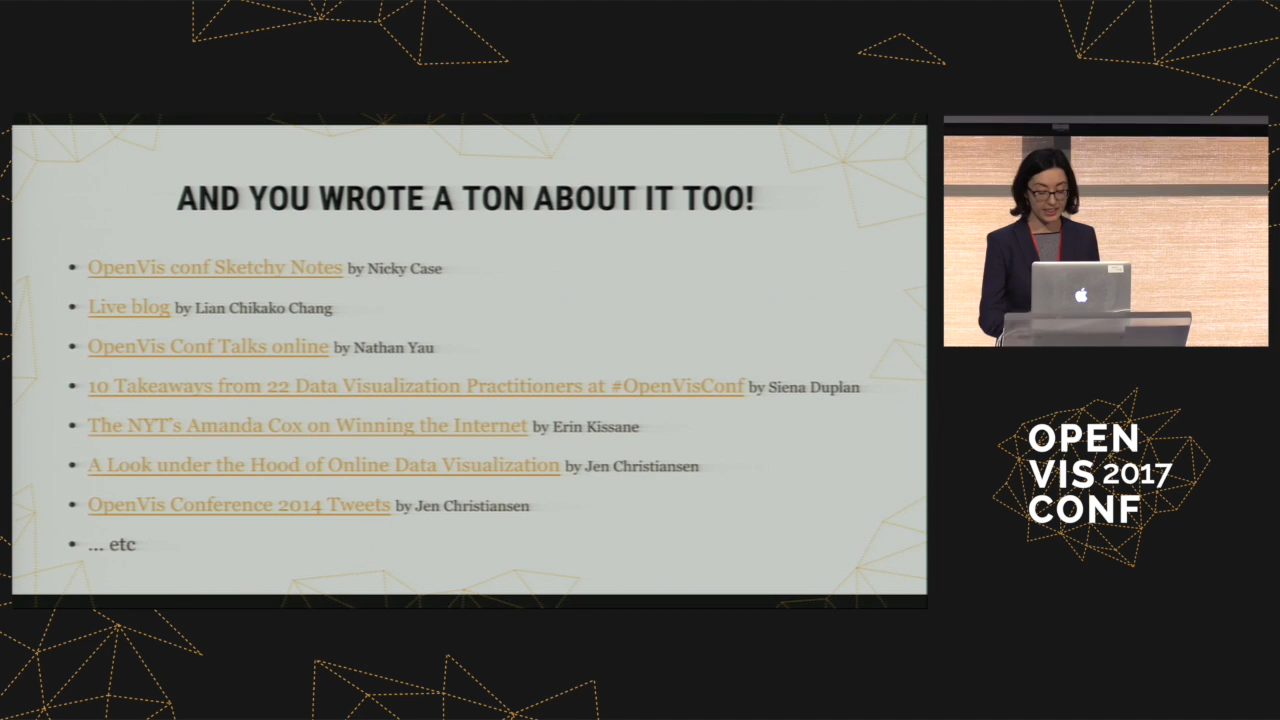 AND YOU WROTE A TON ABOUT IT TOO!
• OpenVis conf Sketchy Notes by Nicky Case
• Live blog by Lian Chikako Chang
• OpenVis Conf Talks online by Nathan Yau
• 10 Takeaways from 22 Data Visualization Practitioners at #OpenVisConf by Siena Duplan
• The NYT's Amanda Cox on Winning the Internet by Erin Kissane
• A Look under the Hood of Online Data Visualization by Jen Christiansen
• OpenVis Conference 2014 Tweets by Jen Christiansen
• ... etc
OPEN
VIS 2017
CONF